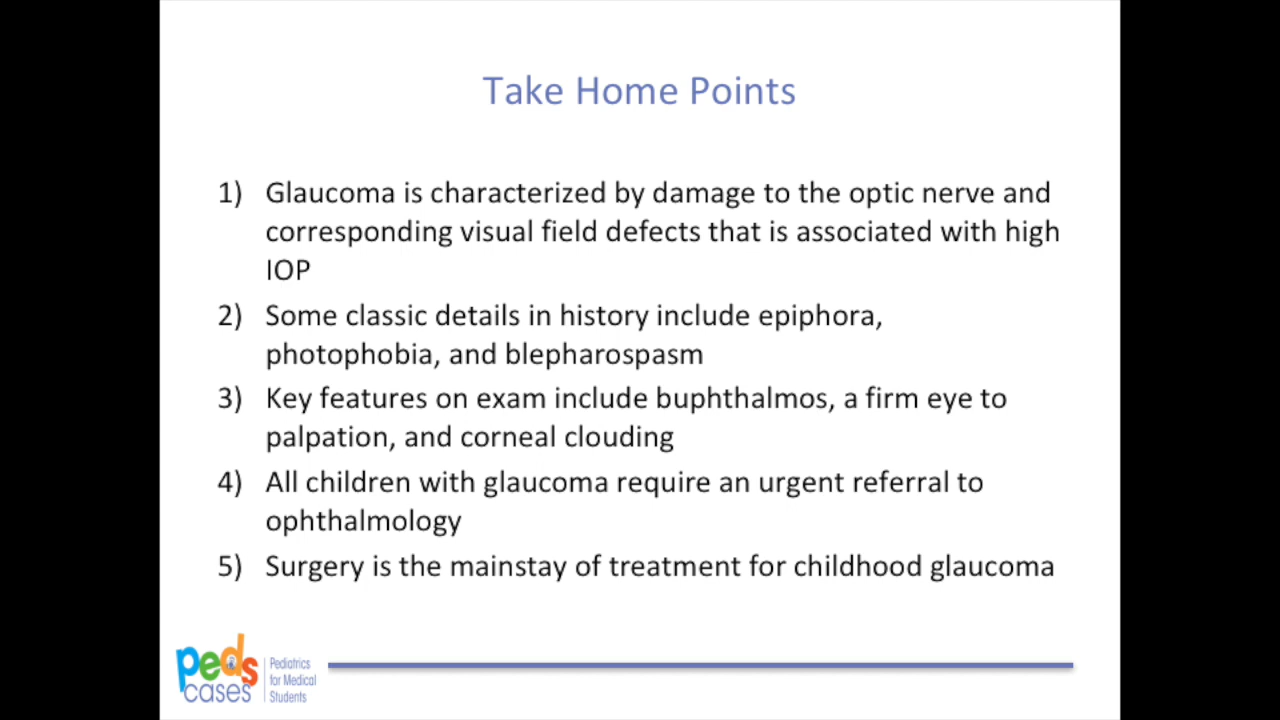 Take Home Points
1) Glaucoma is characterized by damage to the optic nerve and
corresponding visual field defects that is associated with high
IOP
2) Some classic details in history include epiphora,
photophobia, and blepharospasm
3) Key features on exam include buphthalmos, a firm eye to
palpation, and corneal clouding
4) All children with glaucoma require an urgent referral to
ophthalmology
5) Surgery is the mainstay of treatment for childhood glaucoma
peds
cases
Pediatrics
for Medical
Students